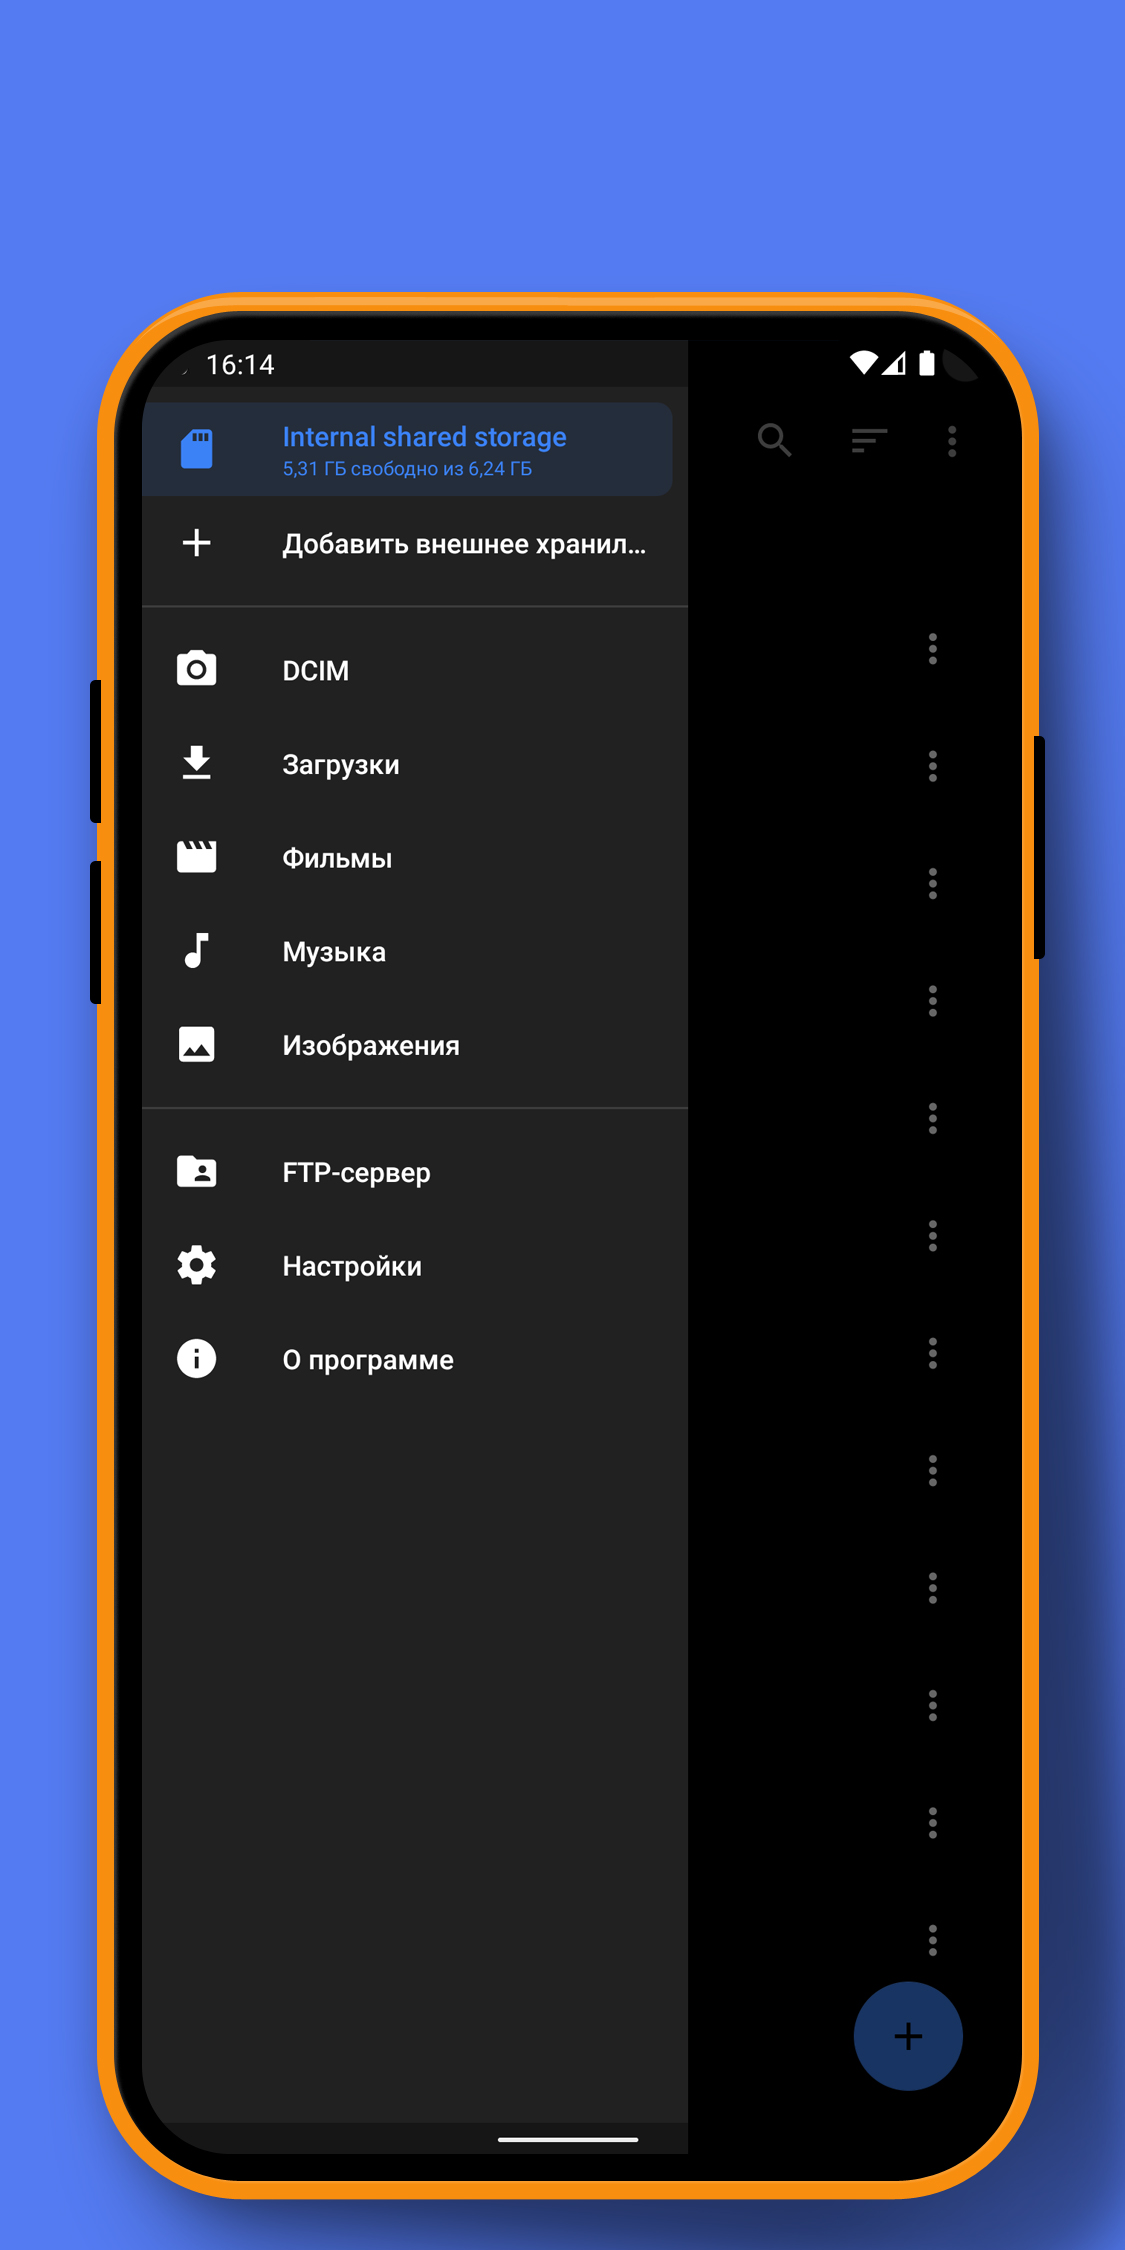 16:14
Internal shared storage
5,31 ГБ свободно из 6,24 ГБ
Добавить внешнее хранил...
DCIM
Загрузки
Фильмы
Музыка
Изображения
FTP-сервер
Настройки
О программе